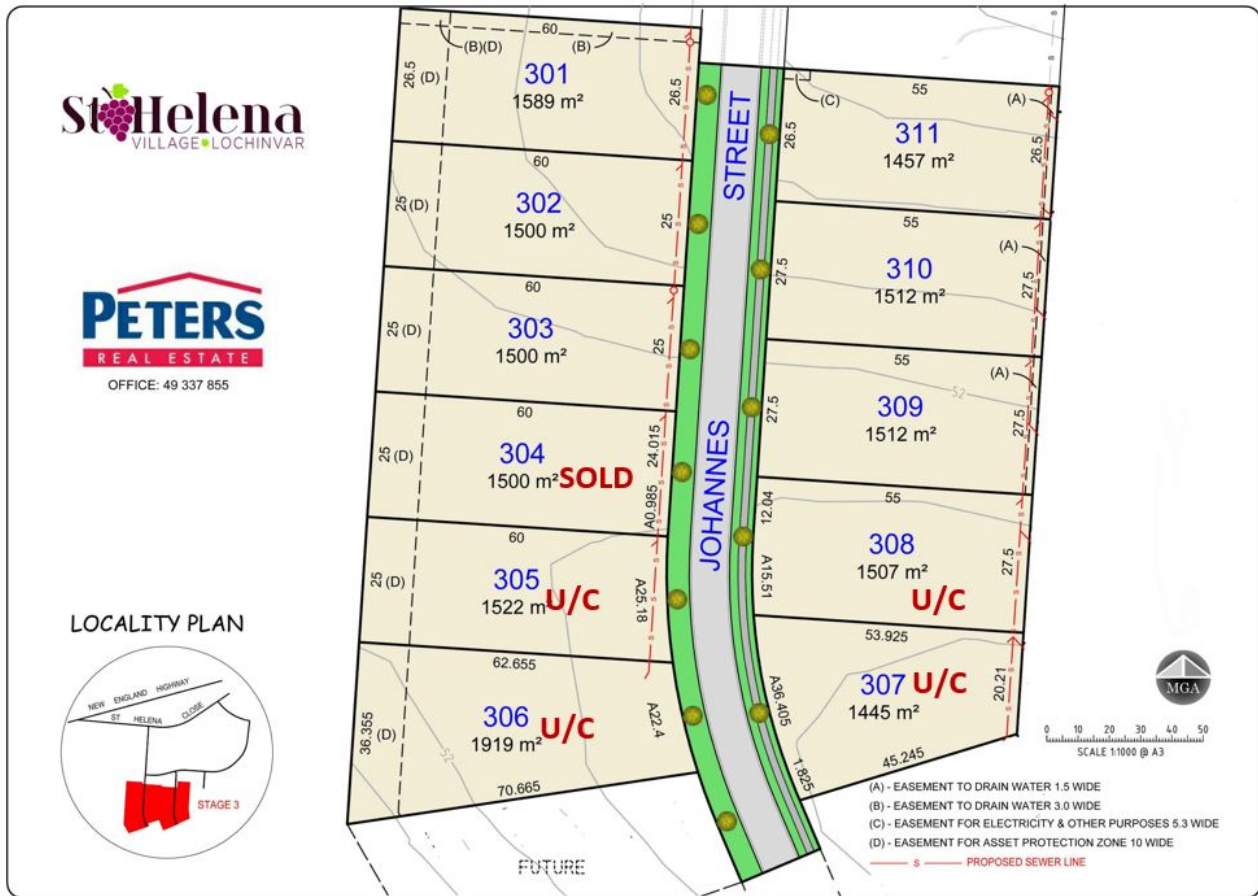 St Helena
VILLAGE • LOCHINVAR
PETERS
REAL ESTATE
OFFICE: 49 337 855
LOCALITY PLAN
NEW ENGLAND HIGHWAY
ST HELENA CLOSE
STAGE 3
60
(B)(D)
(B)
26.5
(D)
301
1589 m²
26.5
60
25 (D)
302
1500 m²
25
60
25 (D)
303
1500 m²
25
60
25 (D)
304
1500 m²
SOLD
24.015
A0.985
60
25 (D)
305
1522 m²
U/C
A25.18
62.655
36.355
(D)
306
1919 m²
U/C
A22.4
70.665
52
FUTURE
JOHANNES STREET
(C)
55
(A)
26.5
311
1457 m²
26.5
55
(A)
27.5
310
1512 m²
27.5
55
(A)
52
27.5
309
1512 m²
27.5
55
12.04
A15.51
308
1507 m²
U/C
27.5
53.925
A36.405
307
U/C
1445 m²
20.21
1.825
45.245
S
MGA
0 10 20 30 40 50
SCALE 1:1000 @ A3
(A) - EASEMENT TO DRAIN WATER 1.5 WIDE
(B) - EASEMENT TO DRAIN WATER 3.0 WIDE
(C) - EASEMENT FOR ELECTRICITY & OTHER PURPOSES 5.3 WIDE
(D) - EASEMENT FOR ASSET PROTECTION ZONE 10 WIDE
S PROPOSED SEWER LINE